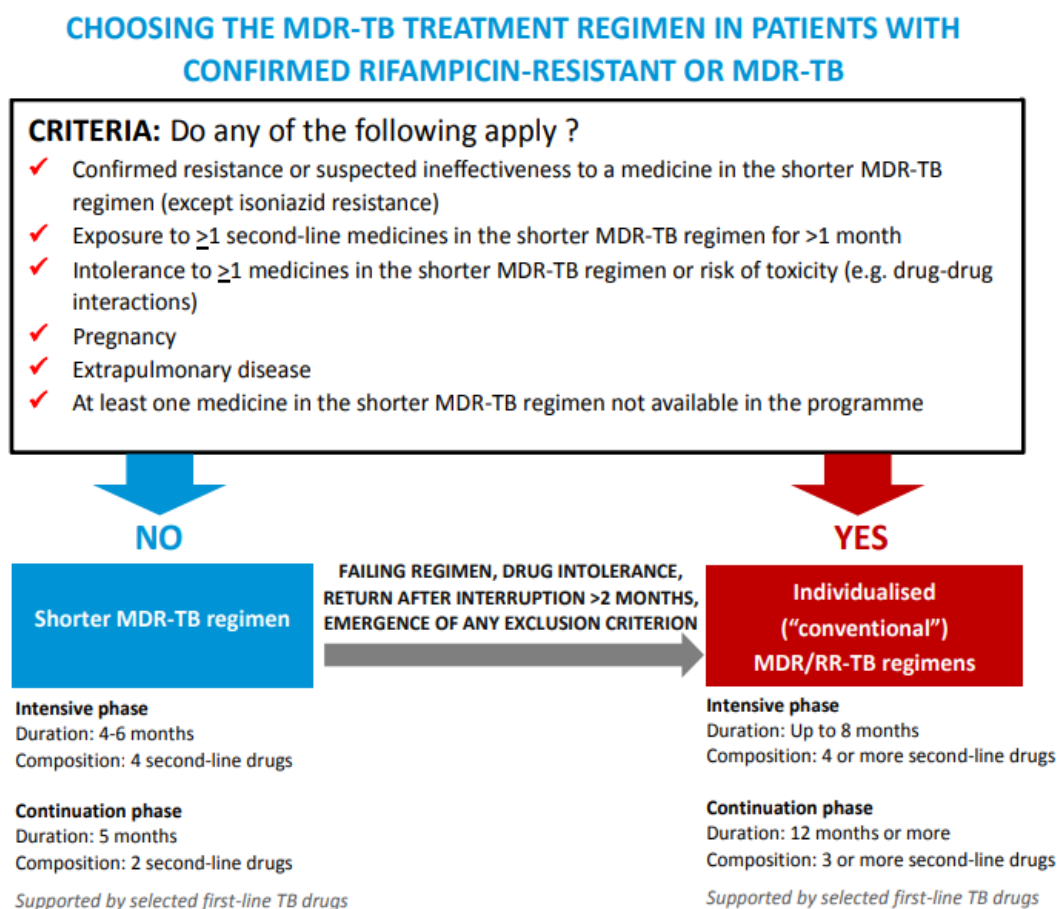 CHOOSING THE MDR-TB TREATMENT REGIMEN IN PATIENTS WITH
CONFIRMED RIFAMPICIN-RESISTANT OR MDR-TB
CRITERIA: Do any of the following apply ?
✓ Confirmed resistance or suspected ineffectiveness to a medicine in the shorter MDR-TB
regimen (except isoniazid resistance)
✓ Exposure to ≥1 second-line medicines in the shorter MDR-TB regimen for >1 month
✓ Intolerance to ≥1 medicines in the shorter MDR-TB regimen or risk of toxicity (e.g. drug-drug
interactions)
✓ Pregnancy
✓ Extrapulmonary disease
✓ At least one medicine in the shorter MDR-TB regimen not available in the programme
NO
YES
Shorter MDR-TB regimen
FAILING REGIMEN, DRUG INTOLERANCE,
RETURN AFTER INTERRUPTION >2 MONTHS,
EMERGENCE OF ANY EXCLUSION CRITERION
Individualised
(“conventional”)
MDR/RR-TB regimens
Intensive phase
Duration: 4-6 months
Composition: 4 second-line drugs
Continuation phase
Duration: 5 months
Composition: 2 second-line drugs
Supported by selected first-line TB drugs
Intensive phase
Duration: Up to 8 months
Composition: 4 or more second-line drugs
Continuation phase
Duration: 12 months or more
Composition: 3 or more second-line drugs
Supported by selected first-line TB drugs